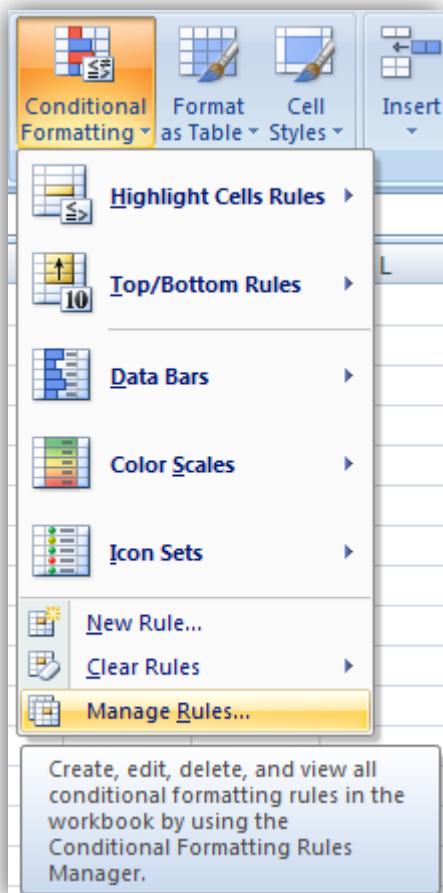 Conditional Formatting
Format as Table
Cell Styles
Insert
Highlight Cells Rules
L
10
Top/Bottom Rules
Data Bars
Color Scales
Icon Sets
New Rule...
Clear Rules
Manage Rules...
Create, edit, delete, and view all
conditional formatting rules in the
workbook by using the
Conditional Formatting Rules
Manager.